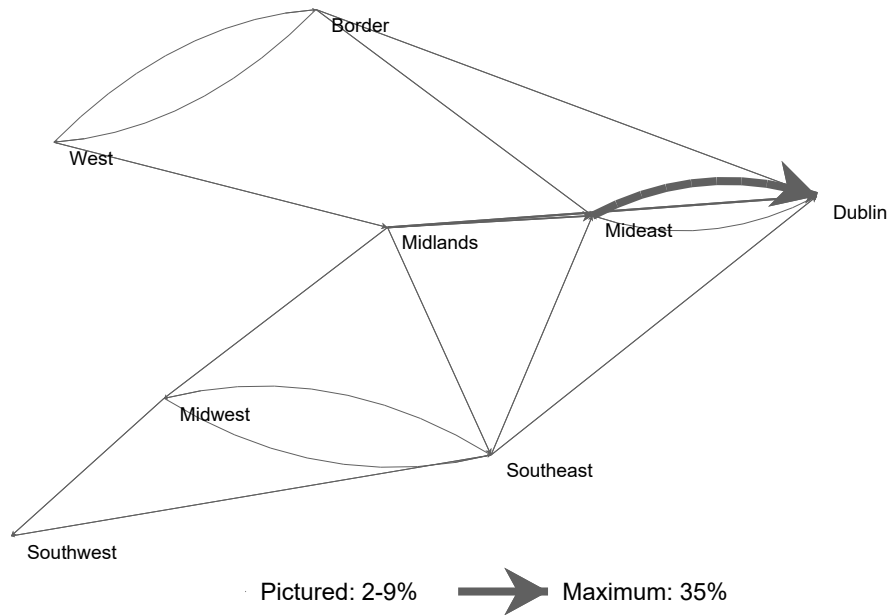 Border
West
Dublin
Mideast
Midlands
Midwest
Southeast
Southwest
Pictured: 2-9% Maximum: 35%